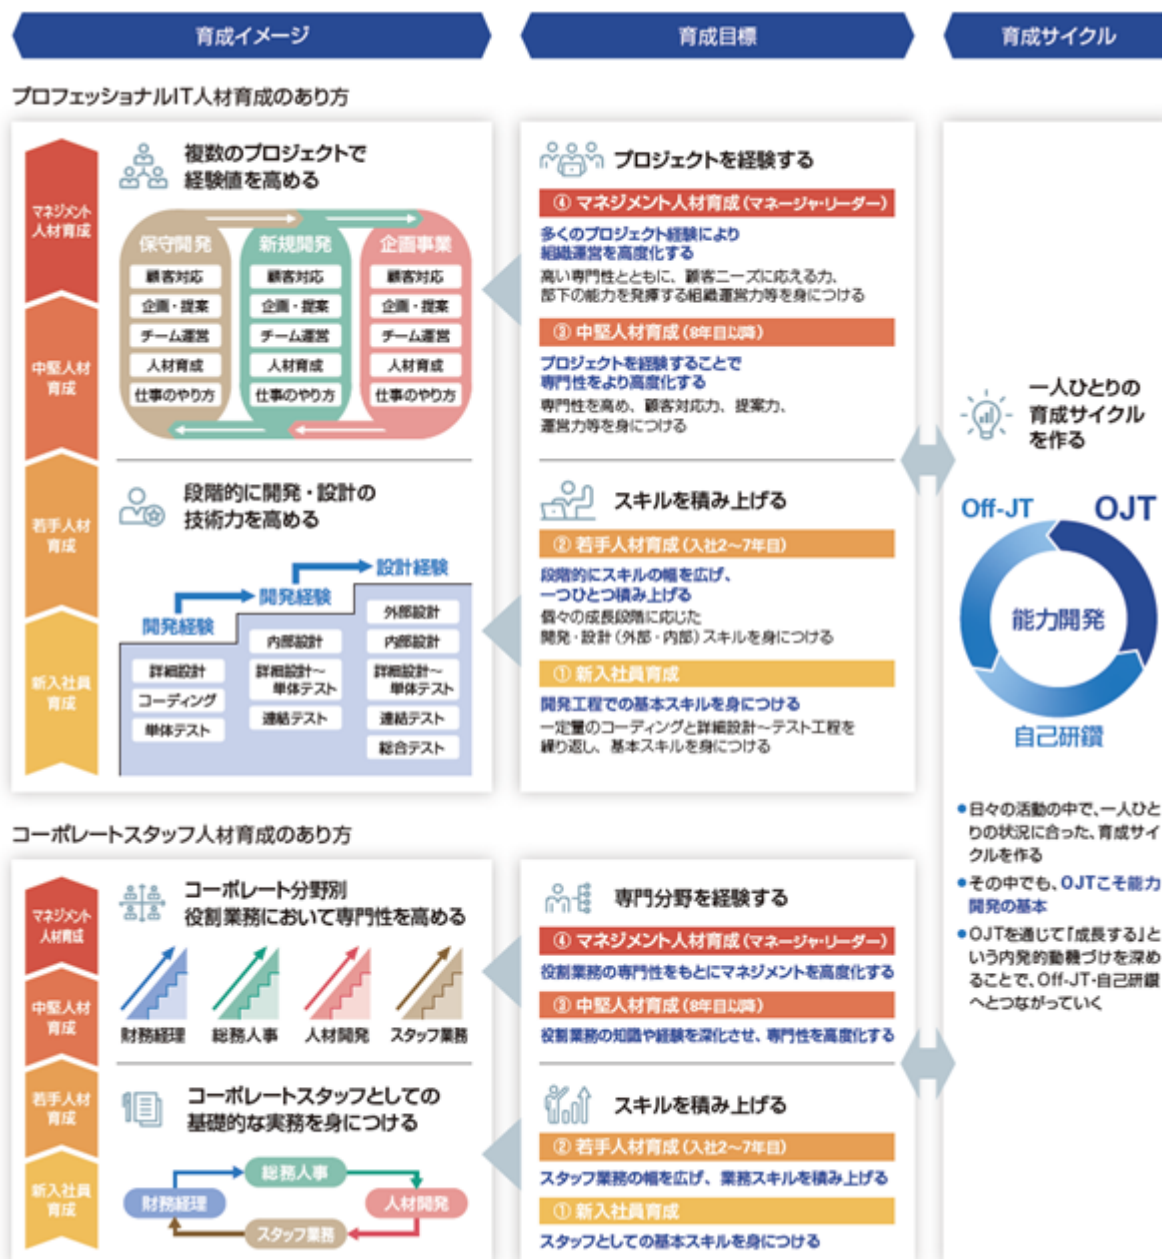 育成イメージ
育成目標
育成サイクル
プロフェッショナルIT人材育成のあり方
マネジメント
人材育成
中堅人材
育成
若手人材
育成
新入社員
育成
複数のプロジェクトで
経験値を高める
保守開発
顧客対応
企画・提案
チーム運営
人材育成
仕事のやり方
新規開発
顧客対応
企画・提案
チーム運営
人材育成
仕事のやり方
企画事業
顧客対応
企画・提案
チーム運営
人材育成
仕事のやり方
段階的に開発・設計の
技術力を高める
開発経験
詳細設計
コーディング
単体テスト
開発経験
内部設計
詳細設計～
単体テスト
連結テスト
設計経験
外部設計
内部設計
詳細設計～
単体テスト
連結テスト
総合テスト
プロジェクトを経験する
④ マネジメント人材育成（マネージャ・リーダー）
多くのプロジェクト経験により
組織運営を高度化する
高い専門性とともに、顧客ニーズに応える力、
部下の能力を発揮する組織運営力等を身につける
③ 中堅人材育成（8年目以降）
プロジェクトを経験することで
専門性をより高度化する
専門性を高め、顧客対応力、提案力、
運営力等を身につける
スキルを積み上げる
② 若手人材育成（入社2～7年目）
段階的にスキルの幅を広げ、
一つひとつ積み上げる
個々の成長段階に応じた
開発・設計（外部・内部）スキルを身につける
① 新入社員育成
開発工程での基本スキルを身につける
一定量のコーディングと詳細設計～テスト工程を
繰り返し、基本スキルを身につける
一人ひとりの
育成サイクル
を作る
Off-JT
OJT
能力開発
自己研鑽
●日々の活動の中で、一人ひと
りの状況に合った、育成サイ
クルを作る
●その中でも、OJTこそ能力
開発の基本
●OJTを通じて「成長する」と
いう内発的動機づけを深め
ることで、Off-JT・自己研鑽
へとつながっていく
コーポレートスタッフ人材育成のあり方
マネジメント
人材育成
中堅人材
育成
若手人材
育成
新入社員
育成
コーポレート分野別
役割業務において専門性を高める
財務経理
総務人事
人材開発
スタッフ業務
コーポレートスタッフとしての
基礎的な実務を身につける
総務人事
財務経理
人材開発
スタッフ業務
専門分野を経験する
④ マネジメント人材育成（マネージャ・リーダー）
役割業務の専門性をもとにマネジメントを高度化する
③ 中堅人材育成（8年目以降）
役割業務の知識や経験を深化させ、専門性を高度化する
スキルを積み上げる
② 若手人材育成（入社2～7年目）
スタッフ業務の幅を広げ、業務スキルを積み上げる
① 新入社員育成
スタッフとしての基本スキルを身につける